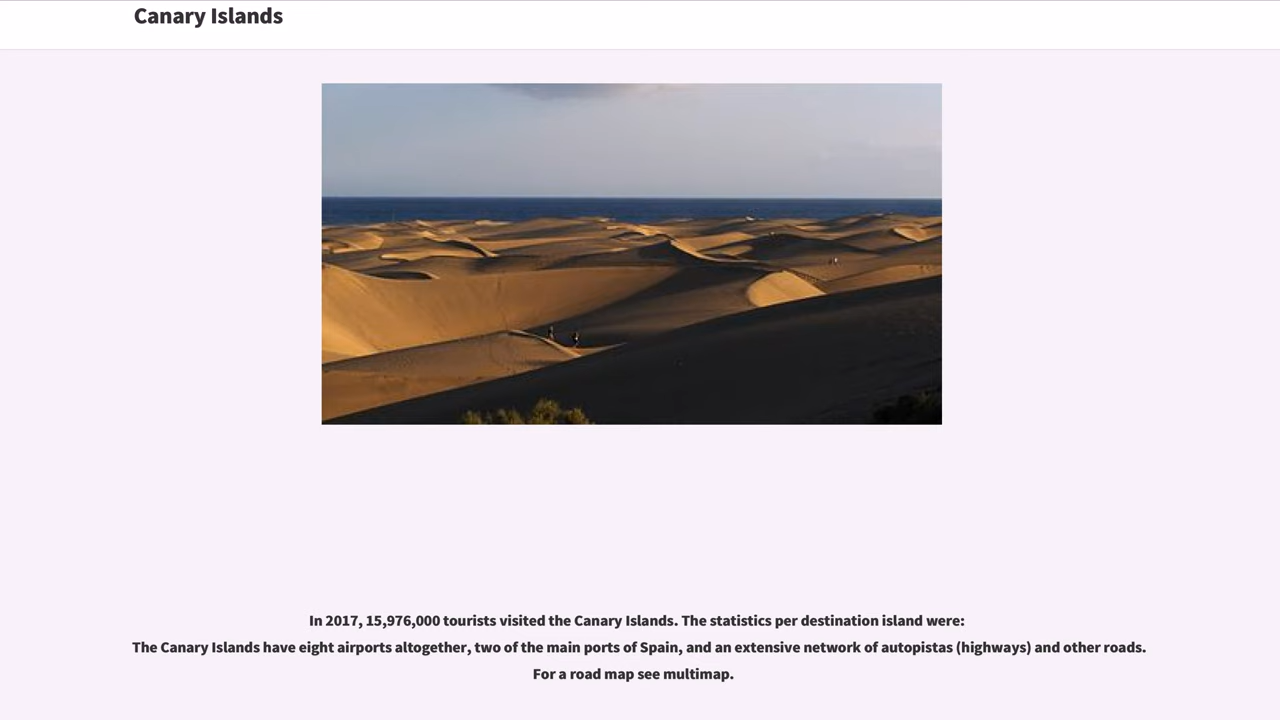 Canary Islands
In 2017, 15,976,000 tourists visited the Canary Islands. The statistics per destination island were:
The Canary Islands have eight airports altogether, two of the main ports of Spain, and an extensive network of autopistas (highways) and other roads.
For a road map see multimap.